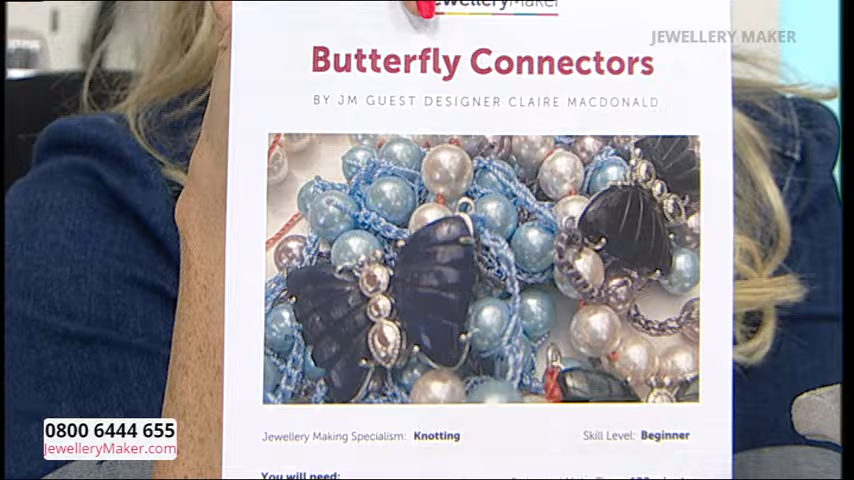 JewelleryMaker
JEWELLERY MAKER
Butterfly Connectors
BY JM GUEST DESIGNER CLAIRE MACDONALD
Jewellery Making Specialism: Knotting
Skill Level: Beginner
You will need:
0800 6444 655
JewelleryMaker.com